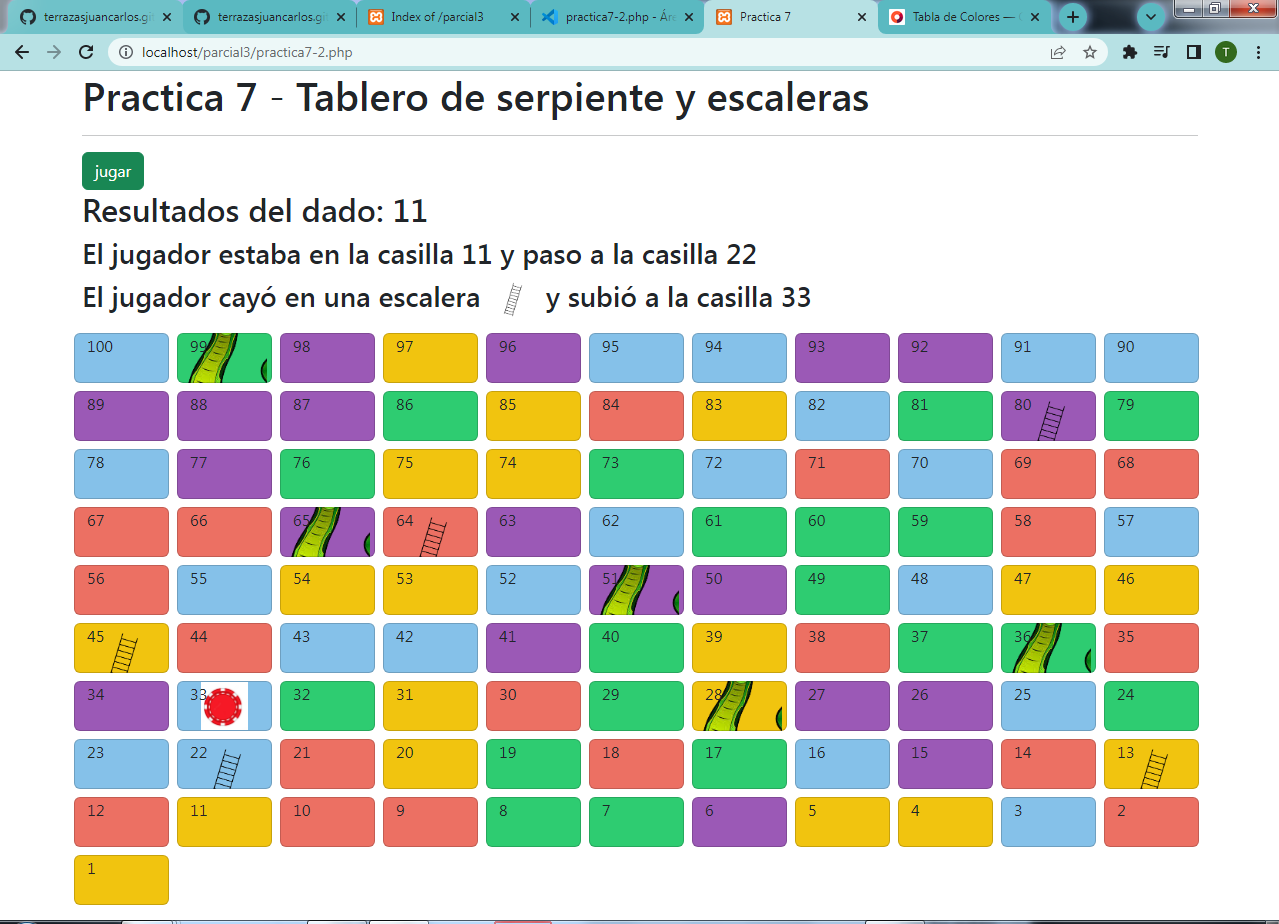 terrazasjuancarlos.gi
terrazasjuancarlos.gi
Index of /parcial3
practica7-2.php - Ár
Practica 7
Tabla de Colores —
localhost/parcial3/practica7-2.php
T
Practica 7 - Tablero de serpiente y escaleras
jugar
Resultados del dado: 11
El jugador estaba en la casilla 11 y paso a la casilla 22
El jugador cayó en una escalera y subió a la casilla 33
100 99 98 97 96 95 94 93 92 91 90
89 88 87 86 85 84 83 82 81 80 79
78 77 76 75 74 73 72 71 70 69 68
67 66 65 64 63 62 61 60 59 58 57
56 55 54 53 52 51 50 49 48 47 46
45 44 43 42 41 40 39 38 37 36 35
34 33 32 31 30 29 28 27 26 25 24
23 22 21 20 19 18 17 16 15 14 13
12 11 10 9 8 7 6 5 4 3 2
1